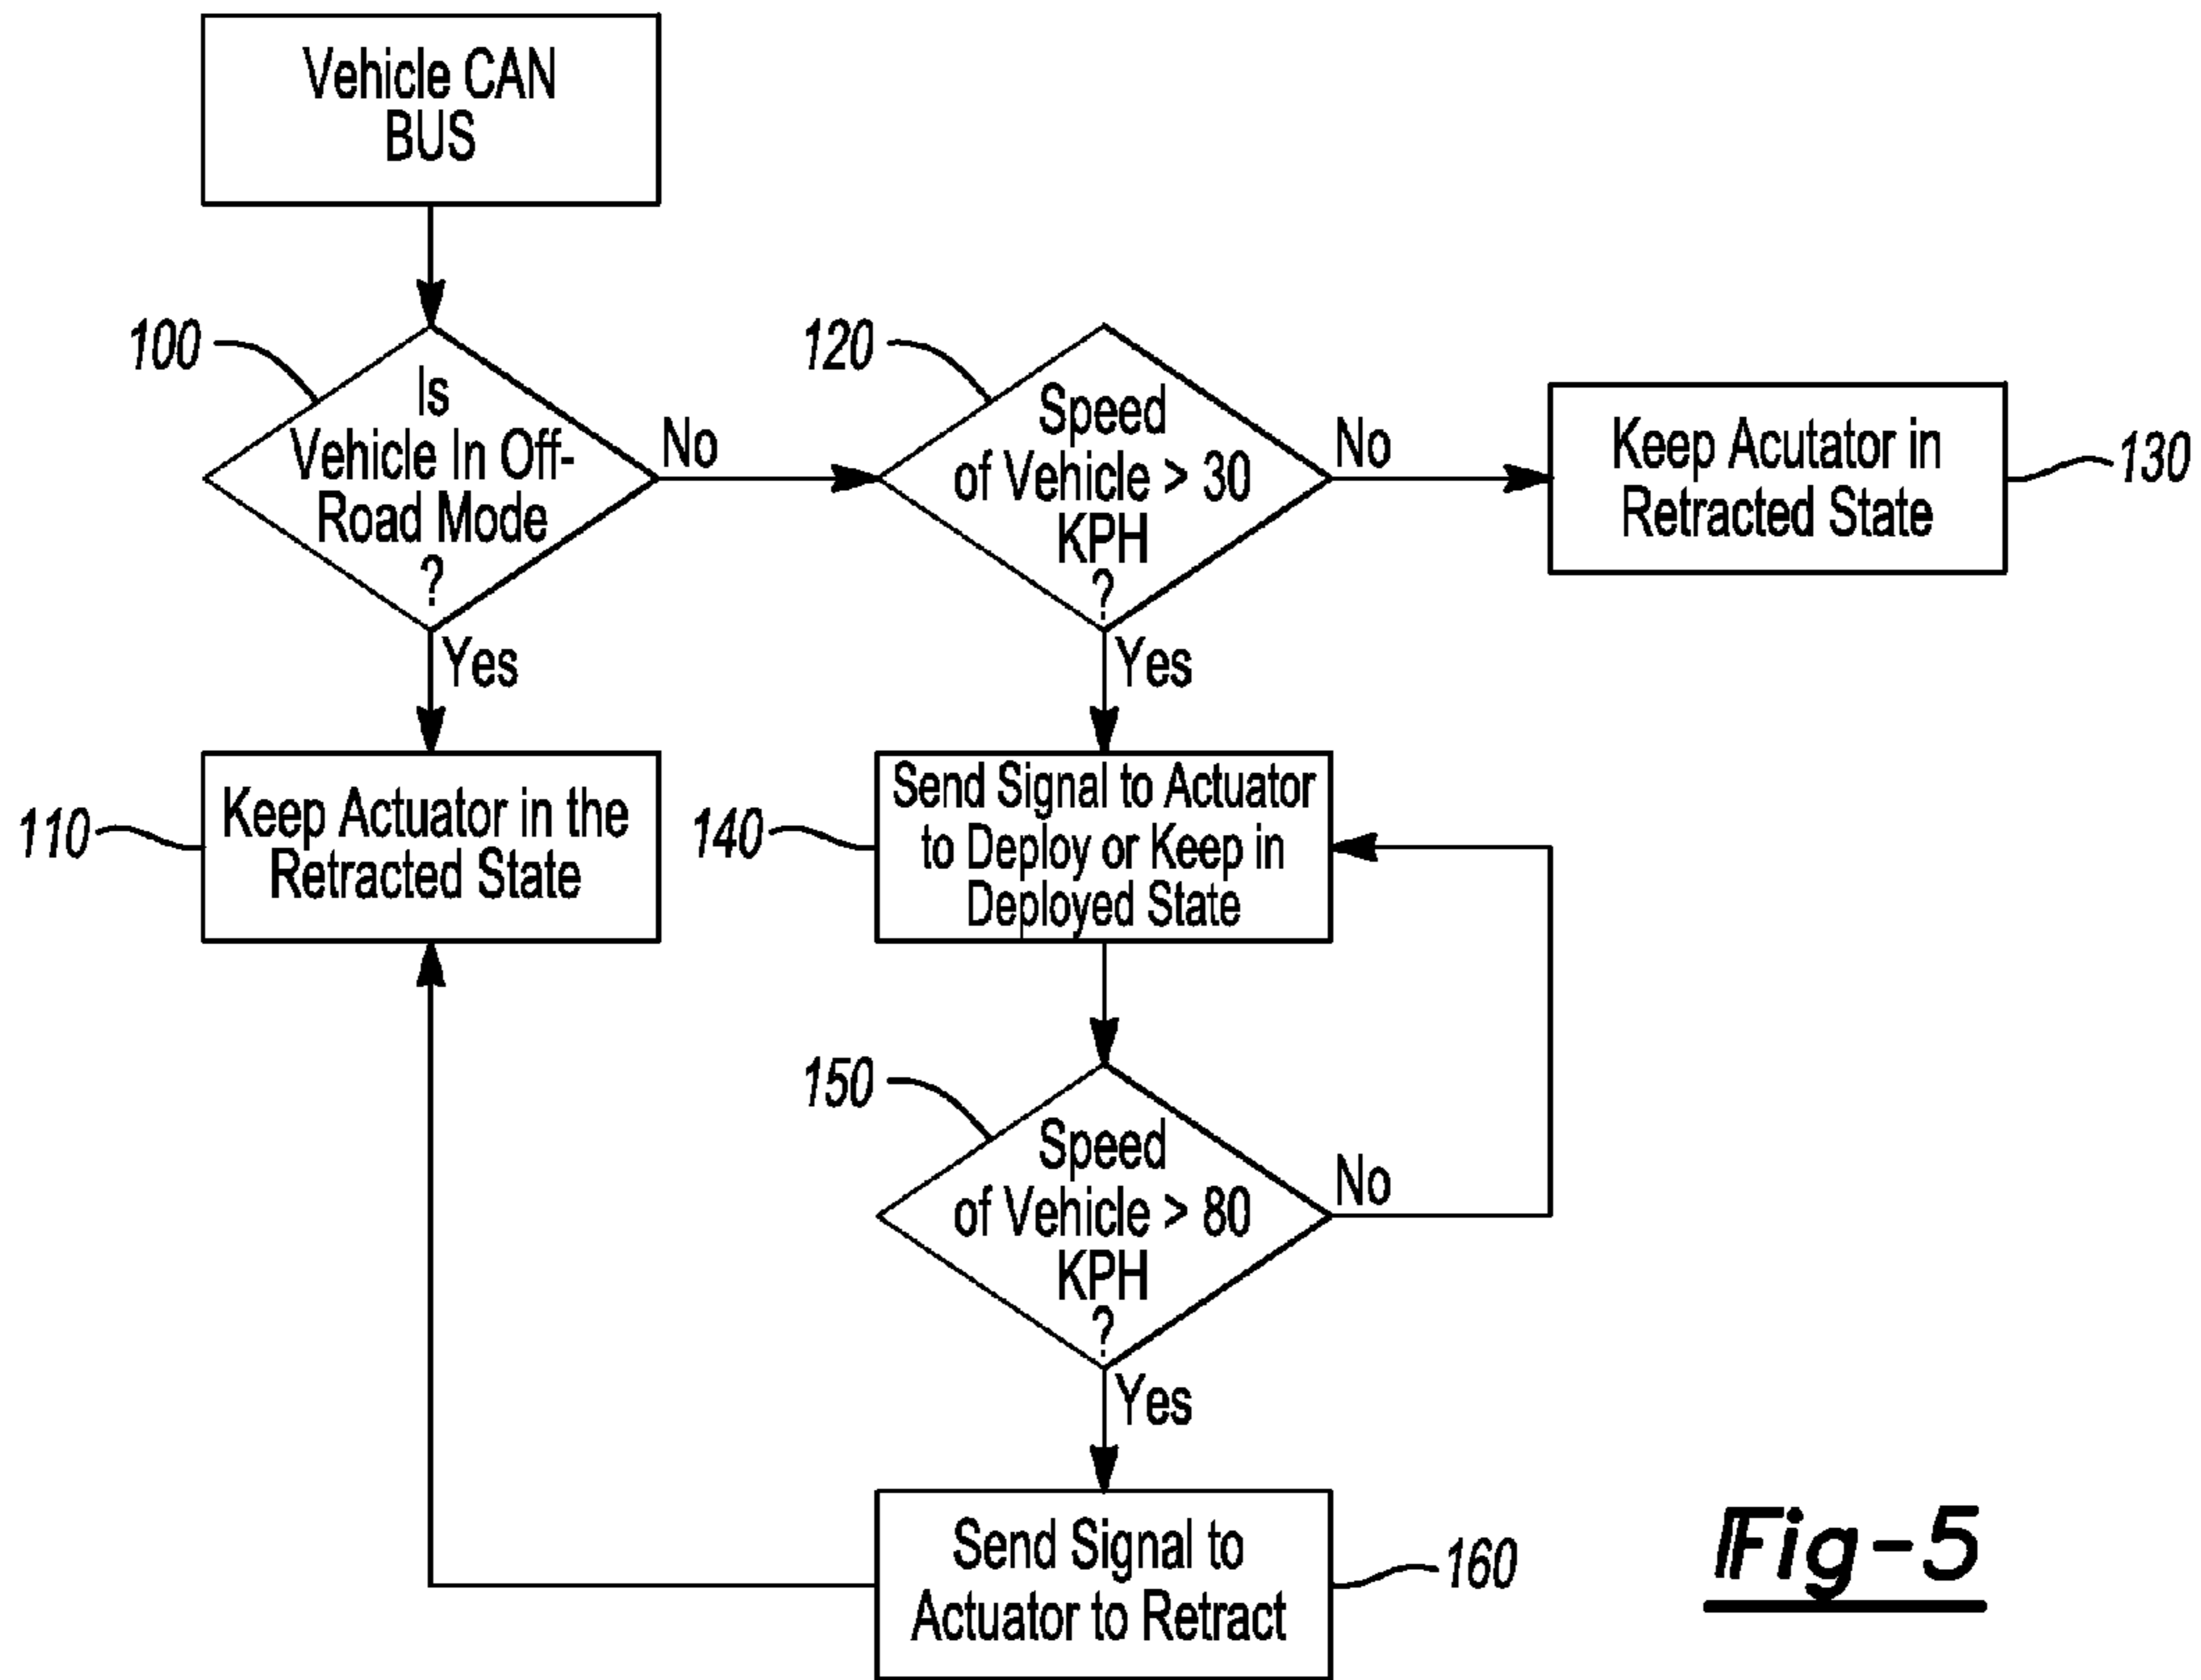 Vehicle CAN
BUS
100
Is
Vehicle In Off-
Road Mode
?
No
Yes
120
Speed
of Vehicle > 30
KPH
?
No
Yes
Keep Acutator in
Retracted State
130
110
Keep Actuator in the
Retracted State
140
Send Signal to Actuator
to Deploy or Keep in
Deployed State
150
Speed
of Vehicle > 80
KPH
?
No
Yes
Send Signal to
Actuator to Retract
160
Fig-5